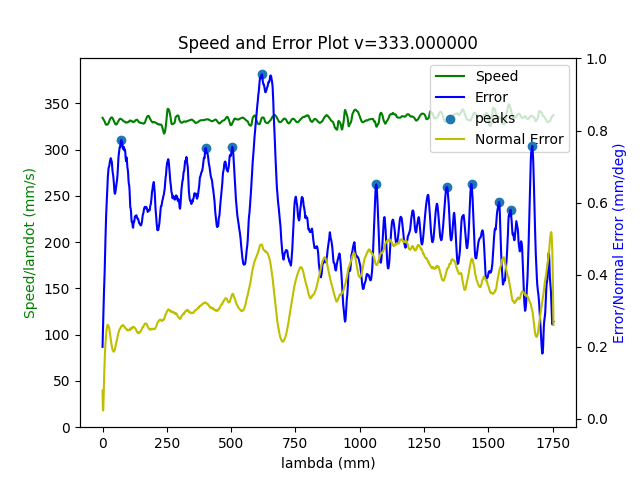 Speed and Error Plot v=333.000000
Speed
Error
peaks
Normal Error
Speed/lamdot (mm/s)
350
300
250
200
150
100
50
0
1.0
0.8
0.6
0.4
0.2
0.0
Error/Normal Error (mm/deg)
0 250 500 750 1000 1250 1500 1750
lambda (mm)